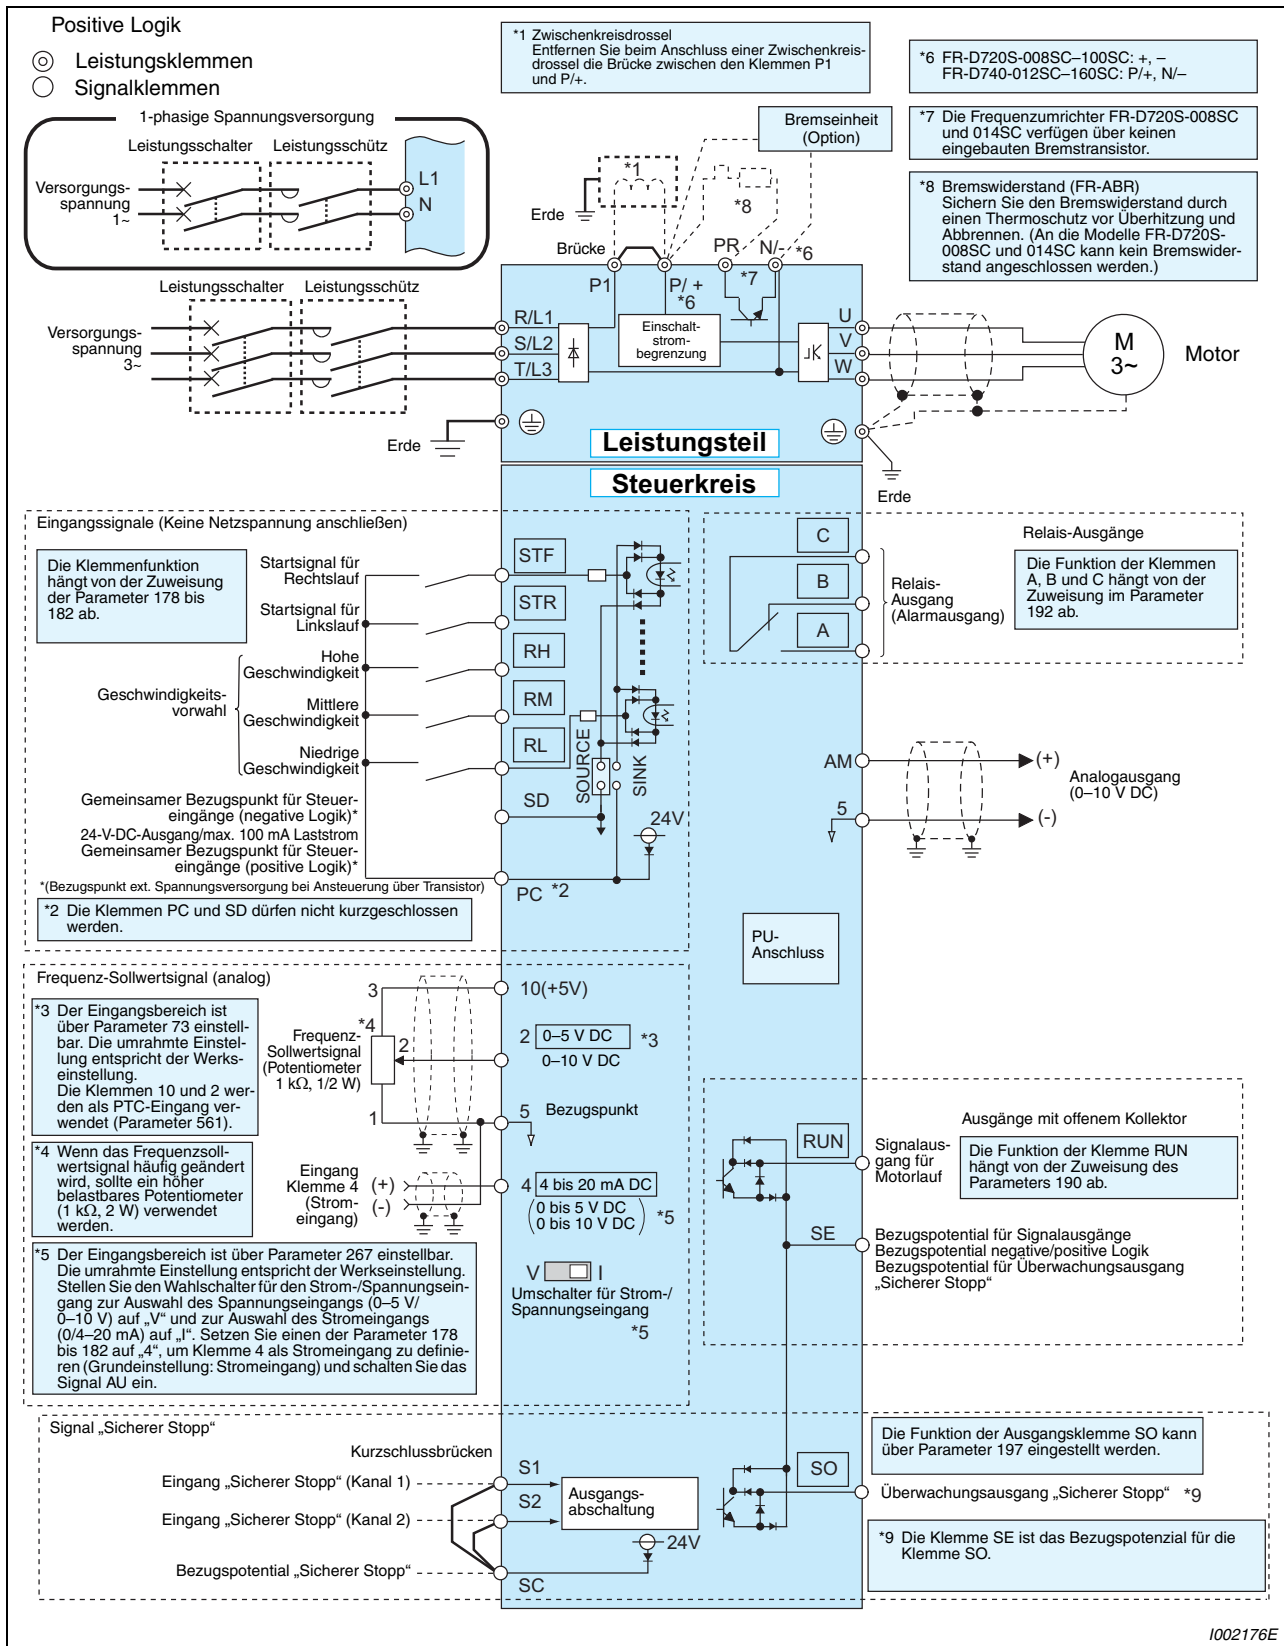 Positive Logik
Leistungsklemmen
Signalklemmen
*1 Zwischenkreisdrossel
Entfernen Sie beim Anschluss einer Zwischenkreis-
drossel die Brücke zwischen den Klemmen P1
und P/+.
*6 FR-D720S-008SC–100SC: +, –
FR-D740-012SC–160SC: P/+, N/–
*7 Die Frequenzumrichter FR-D720S-008SC
und 014SC verfügen über keinen
eingebauten Bremstransistor.
*8 Bremswiderstand (FR-ABR)
Sichern Sie den Bremswiderstand durch
einen Thermoschutz vor Überhitzung und
Abbrennen. (An die Modelle FR-D720S-
008SC und 014SC kann kein Bremswider-
stand angeschlossen werden.)
1-phasige Spannungsversorgung
Leistungsschalter
Leistungsschütz
Versorgungs-
spannung
1~
L1
N
Bremseinheit
(Option)
*1
*8
Erde
Brücke
PR
N/-
*6
P1
P/ +
*6
*7
Leistungsschalter
Leistungsschütz
Versorgungs-
spannung
3~
R/L1
S/L2
T/L3
Einschalt-
strom-
begrenzung
U
V
W
M
3~
Motor
Erde
Leistungsteil
Erde
Steuerkreis
Eingangssignale (Keine Netzspannung anschließen)
Die Klemmenfunktion
hängt von der Zuweisung
der Parameter 178 bis
182 ab.
Startsignal für
Rechtslauf
Startsignal für
Linkslauf
Hohe
Geschwindigkeit
Geschwindigkeits-
vorwahl
Mittlere
Geschwindigkeit
Niedrige
Geschwindigkeit
STF
STR
RH
RM
RL
SOURCE
SINK
SD
24V
PC
*2
Gemeinsamer Bezugspunkt für Steuer-
eingänge (negative Logik)*
24-V-DC-Ausgang/max. 100 mA Laststrom
Gemeinsamer Bezugspunkt für Steuer-
eingänge (positive Logik)*
*(Bezugspunkt ext. Spannungsversorgung bei Ansteuerung über Transistor)
*2 Die Klemmen PC und SD dürfen nicht kurzgeschlossen
werden.
C
B
A
Relais-Ausgänge
Relais-
Ausgang
(Alarmausgang)
Die Funktion der Klemmen
A, B und C hängt von der
Zuweisung im Parameter
192 ab.
AM
5
(+)
(-)
Analogausgang
(0–10 V DC)
PU-
Anschluss
Frequenz-Sollwertsignal (analog)
*3 Der Eingangsbereich ist
über Parameter 73 einstell-
bar. Die umrahmte Einstel-
lung entspricht der Werks-
einstellung.
Die Klemmen 10 und 2 wer-
den als PTC-Eingang ver-
wendet (Parameter 561).
*4 Wenn das Frequenzsoll-
wertsignal häufig geändert
wird, sollte ein höher
belastbares Potentiometer
(1 kΩ, 2 W) verwendet
werden.
3
*4
2
1
Frequenz-
Sollwertsignal
(Potentiometer
1 kΩ, 1/2 W)
10(+5V)
2
0–5 V DC
*3
0–10 V DC
5
Bezugspunkt
Eingang
Klemme 4
(Strom-
eingang)
(+)
(-)
4
4 bis 20 mA DC
(0 bis 5 V DC
0 bis 10 V DC)
*5
V
I
Umschalter für Strom-/
Spannungseingang
*5
*5 Der Eingangsbereich ist über Parameter 267 einstellbar.
Die umrahmte Einstellung entspricht der Werkseinstellung.
Stellen Sie den Wahlschalter für den Strom-/Spannungsein-
gang zur Auswahl des Spannungseingangs (0–5 V/
0–10 V) auf „V“ und zur Auswahl des Stromeingangs
(0/4–20 mA) auf „I“. Setzen Sie einen der Parameter 178
bis 182 auf „4“, um Klemme 4 als Stromeingang zu definie-
ren (Grundeinstellung: Stromeingang) und schalten Sie das
Signal AU ein.
Ausgänge mit offenem Kollektor
RUN
Signalaus-
gang für
Motorlauf
Die Funktion der Klemme RUN
hängt von der Zuweisung des
Parameters 190 ab.
SE
Bezugspotential für Signalausgänge
Bezugspotential negative/positive Logik
Bezugspotential für Überwachungsausgang
„Sicherer Stopp“
Signal „Sicherer Stopp“
Kurzschlussbrücken
Eingang „Sicherer Stopp“ (Kanal 1)
Eingang „Sicherer Stopp“ (Kanal 2)
Bezugspotential „Sicherer Stopp“
S1
S2
SC
Ausgangs-
abschaltung
24V
SO
Die Funktion der Ausgangsklemme SO kann
über Parameter 197 eingestellt werden.
Überwachungsausgang „Sicherer Stopp“ *9
*9 Die Klemme SE ist das Bezugspotenzial für die
Klemme SO.
I002176E